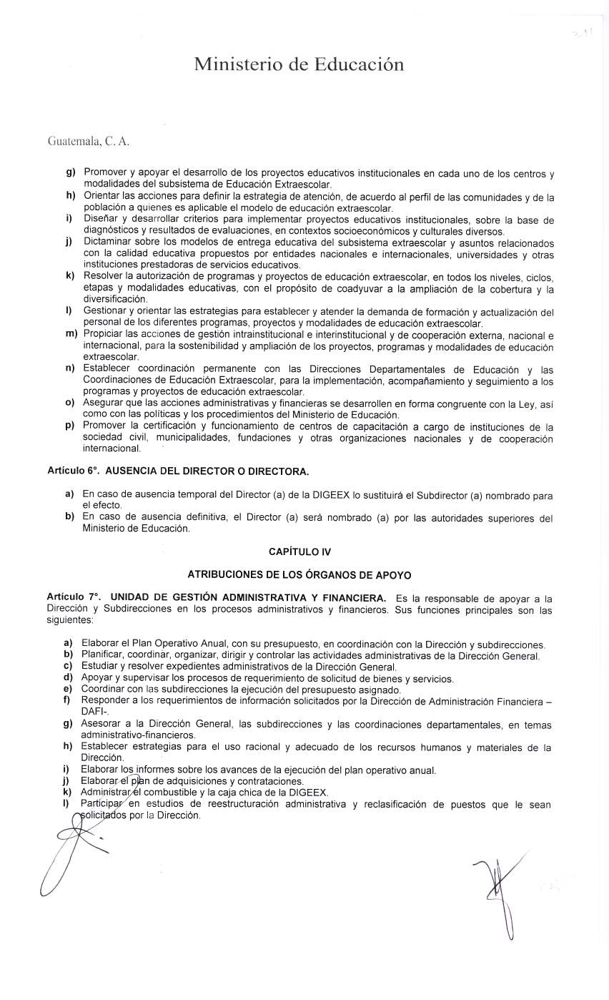 Ministerio de Educación
Guatemala, C. A.
g) Promover y apoyar el desarrollo de los proyectos educativos institucionales en cada uno de los centros y
modalidades del subsistema de Educación Extraescolar.
h) Orientar las acciones para definir la estrategia de atención, de acuerdo al perfil de las comunidades y de la
población a quienes es aplicable el modelo de educación extraescolar.
i) Diseñar y desarrollar criterios para implementar proyectos educativos institucionales, sobre la base de
diagnósticos y resultados de evaluaciones, en contextos socioeconómicos y culturales diversos.
j) Dictaminar sobre los modelos de entrega educativa del subsistema extraescolar y asuntos relacionados
con la calidad educativa propuestos por entidades nacionales e internacionales, universidades y otras
instituciones prestadoras de servicios educativos.
k) Resolver la autorización de programas y proyectos de educación extraescolar, en todos los niveles, ciclos,
etapas y modalidades educativas, con el propósito de coadyuvar a la ampliación de la cobertura y la
diversificación.
l) Gestionar y orientar las estrategias para establecer y atender la demanda de formación y actualización del
personal de los diferentes programas, proyectos y modalidades de educación extraescolar.
m) Propiciar las acciones de gestión intrainstitucional e interinstitucional y de cooperación externa, nacional e
internacional, para la sostenibilidad y ampliación de los proyectos, programas y modalidades de educación
extraescolar.
n) Establecer coordinación permanente con las Direcciones Departamentales de Educación y las
Coordinaciones de Educación Extraescolar, para la implementación, acompañamiento y seguimiento a los
programas y proyectos de educación extraescolar.
o) Asegurar que las acciones administrativas y financieras se desarrollen en forma congruente con la Ley, así
como con las políticas y los procedimientos del Ministerio de Educación.
p) Promover la certificación y funcionamiento de centros de capacitación a cargo de instituciones de la
sociedad civil, municipalidades, fundaciones y otras organizaciones nacionales y de cooperación
internacional.
Artículo 6°. AUSENCIA DEL DIRECTOR O DIRECTORA.
a) En caso de ausencia temporal del Director (a) de la DIGEEX lo sustituirá el Subdirector (a) nombrado para
el efecto.
b) En caso de ausencia definitiva, el Director (a) será nombrado (a) por las autoridades superiores del
Ministerio de Educación.
CAPÍTULO IV
ATRIBUCIONES DE LOS ÓRGANOS DE APOYO
Artículo 7°. UNIDAD DE GESTIÓN ADMINISTRATIVA Y FINANCIERA. Es la responsable de apoyar a la
Dirección y Subdirecciones en los procesos administrativos y financieros. Sus funciones principales son las
siguientes:
a) Elaborar el Plan Operativo Anual, con su presupuesto, en coordinación con la Dirección y subdirecciones.
b) Planificar, coordinar, organizar, dirigir y controlar las actividades administrativas de la Dirección General.
c) Estudiar y resolver expedientes administrativos de la Dirección General.
d) Apoyar y supervisar los procesos de requerimiento de solicitud de bienes y servicios.
e) Coordinar con las subdirecciones la ejecución del presupuesto asignado.
f) Responder a los requerimientos de información solicitados por la Dirección de Administración Financiera –
DAFI-.
g) Asesorar a la Dirección General, las subdirecciones y las coordinaciones departamentales, en temas
administrativo-financieros.
h) Establecer estrategias para el uso racional y adecuado de los recursos humanos y materiales de la
Dirección.
i) Elaborar los informes sobre los avances de la ejecución del plan operativo anual.
j) Elaborar el plan de adquisiciones y contrataciones.
k) Administrar el combustible y la caja chica de la DIGEEX.
l) Participar en estudios de reestructuración administrativa y reclasificación de puestos que le sean
solicitados por la Dirección.